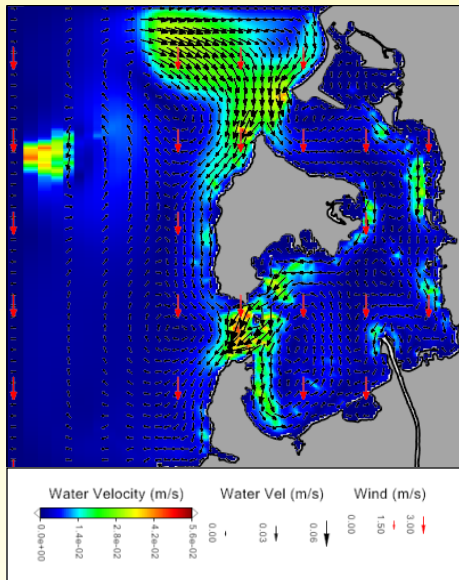 Water Velocity (m/s)
0.0e+00
1.4e-02
2.8e-02
4.2e-02
5.6e-02
Water Vel (m/s)
0.00
0.03
0.06
Wind (m/s)
0.00
1.50
3.00